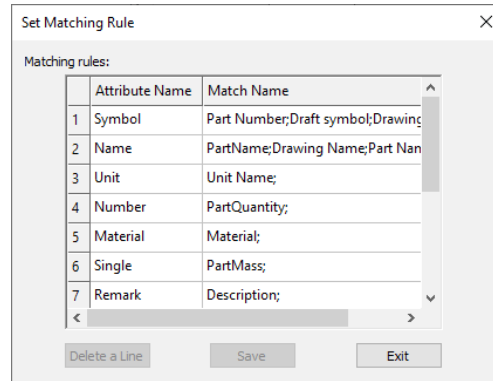 Set Matching Rule
Matching rules:
Attribute Name Match Name
1 Symbol Part Number;Draft symbol;Drawing
2 Name PartName;Drawing Name;Part Nan
3 Unit Unit Name;
4 Number PartQuantity;
5 Material Material;
6 Single PartMass;
7 Remark Description;
Delete a Line Save Exit